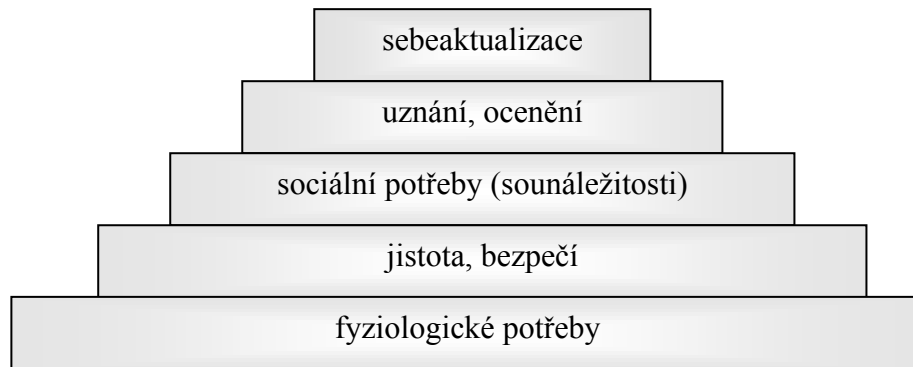 sebeaktualizace
uznání, ocenění
sociální potřeby (sounáležitosti)
jistota, bezpečí
fyziologické potřeby